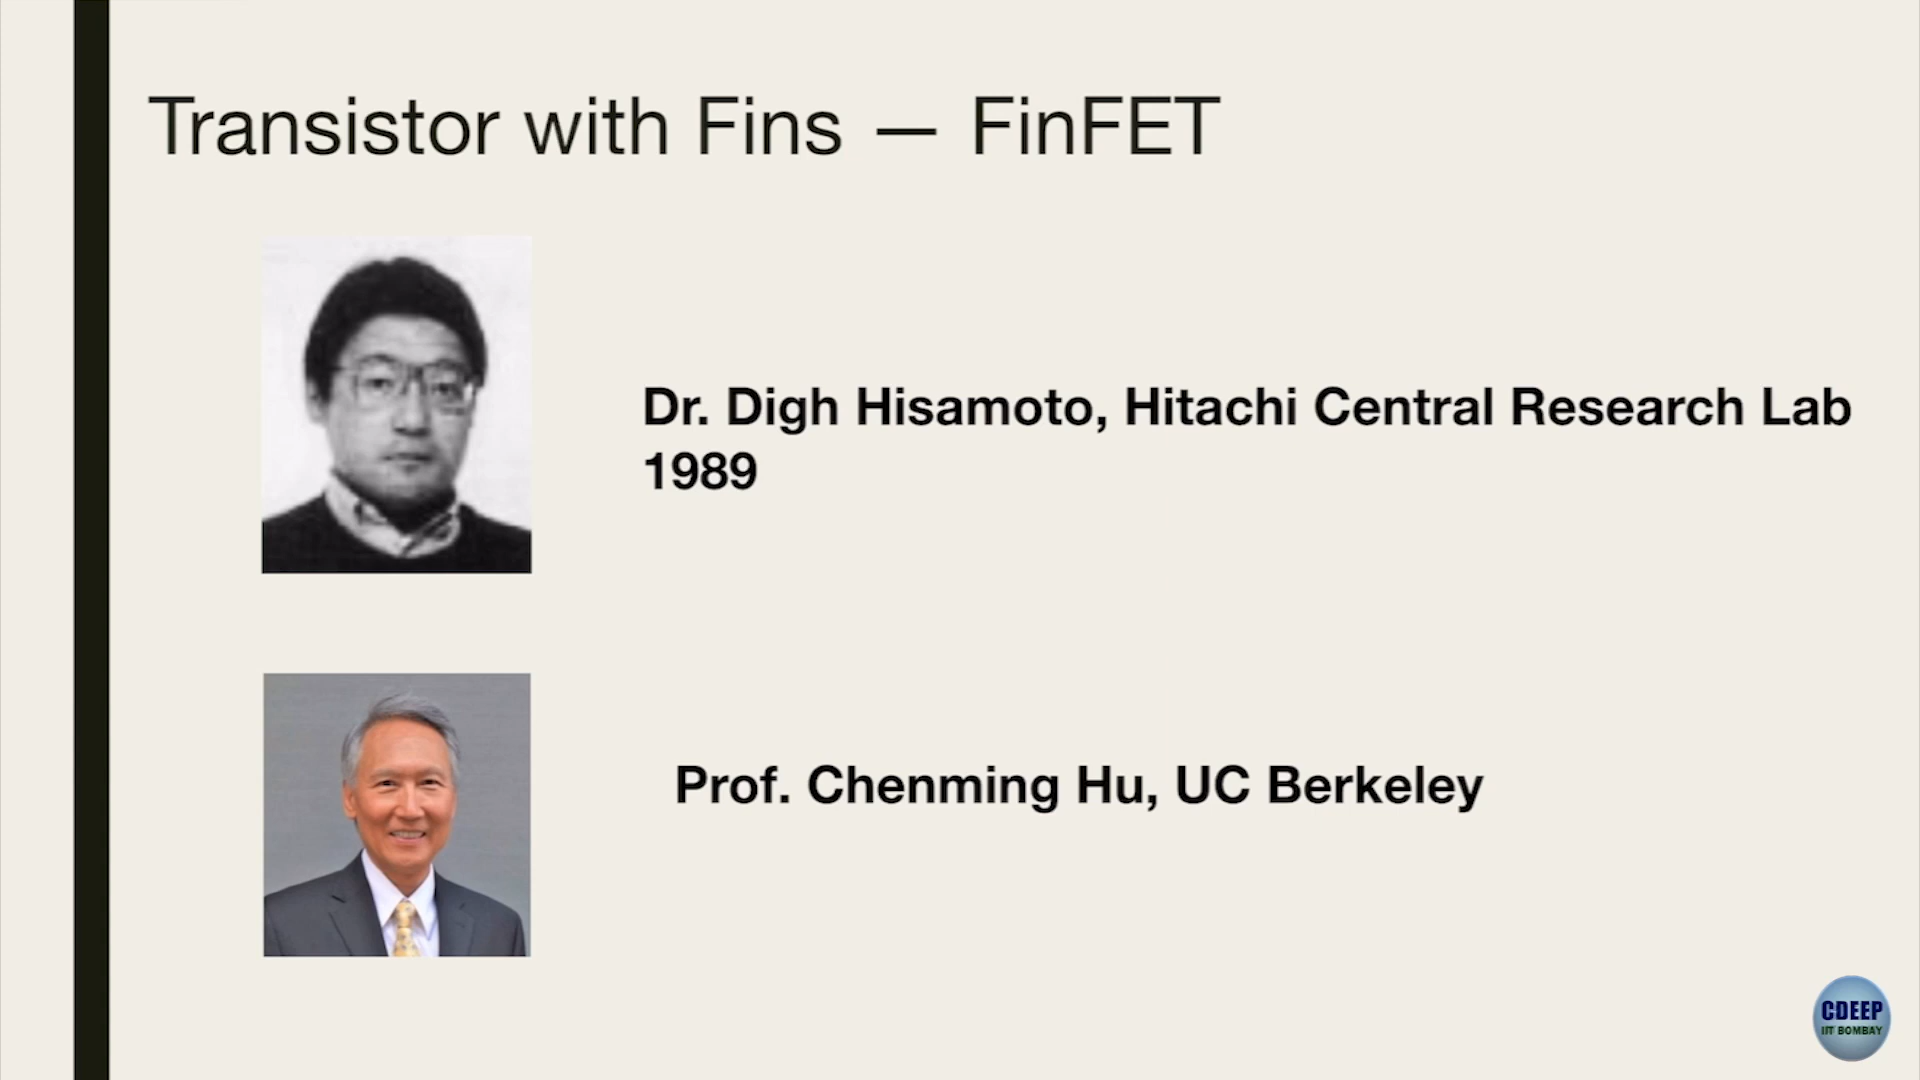 Transistor with Fins — FinFET
Dr. Digh Hisamoto, Hitachi Central Research Lab
1989
Prof. Chenming Hu, UC Berkeley
CDEEP
IIT BOMBAY